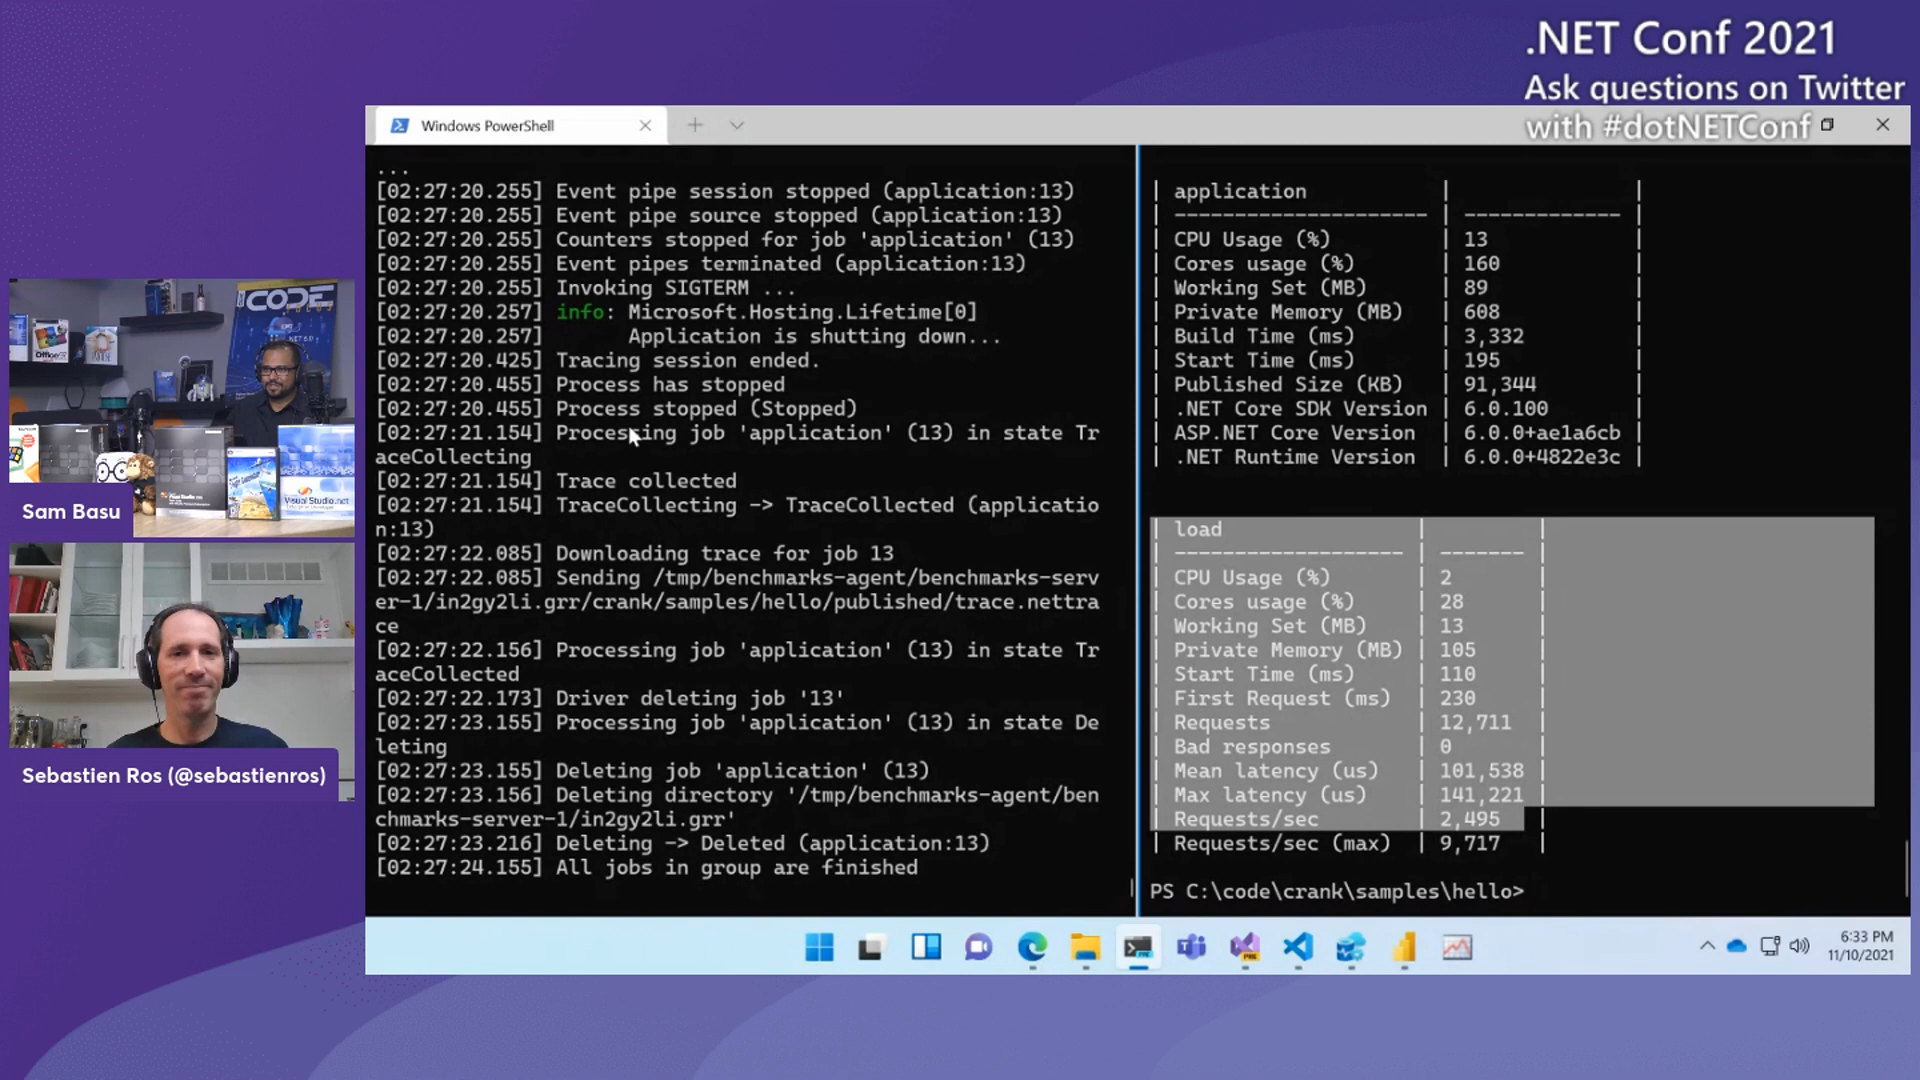 .NET Conf 2021
Ask questions on Twitter
with #dotNETConf
Windows PowerShell
...
[02:27:20.255] Event pipe session stopped (application:13)
[02:27:20.255] Event pipe source stopped (application:13)
[02:27:20.255] Counters stopped for job 'application' (13)
[02:27:20.255] Event pipes terminated (application:13)
[02:27:20.255] Invoking SIGTERM ...
[02:27:20.257] info: Microsoft.Hosting.Lifetime[0]
[02:27:20.257]       Application is shutting down...
[02:27:20.425] Tracing session ended.
[02:27:20.455] Process has stopped
[02:27:20.455] Process stopped (Stopped)
[02:27:21.154] Processing job 'application' (13) in state Tr
aceCollecting
[02:27:21.154] Trace collected
[02:27:21.154] TraceCollecting -> TraceCollected (applicatio
n:13)
[02:27:22.085] Downloading trace for job 13
[02:27:22.085] Sending /tmp/benchmarks-agent/benchmarks-serv
er-1/in2gy2li.grr/crank/samples/hello/published/trace.nettra
ce
[02:27:22.156] Processing job 'application' (13) in state Tr
aceCollected
[02:27:22.173] Driver deleting job '13'
[02:27:23.155] Processing job 'application' (13) in state De
leting
[02:27:23.155] Deleting job 'application' (13)
[02:27:23.156] Deleting directory '/tmp/benchmarks-agent/ben
chmarks-server-1/in2gy2li.grr'
[02:27:23.216] Deleting -> Deleted (application:13)
[02:27:24.155] All jobs in group are finished
| application           |               |
| --------------------- | ------------- |
| CPU Usage (%)         | 13            |
| Cores usage (%)       | 160           |
| Working Set (MB)      | 89            |
| Private Memory (MB)   | 608           |
| Build Time (ms)       | 3,332         |
| Start Time (ms)       | 195           |
| Published Size (KB)   | 91,344        |
| .NET Core SDK Version | 6.0.100       |
| ASP.NET Core Version  | 6.0.0+ae1a6cb |
| .NET Runtime Version  | 6.0.0+4822e3c |
| load                |         |
| ------------------- | ------- |
| CPU Usage (%)       | 2       |
| Cores usage (%)     | 28      |
| Working Set (MB)    | 13      |
| Private Memory (MB) | 105     |
| Start Time (ms)     | 110     |
| First Request (ms)  | 230     |
| Requests            | 12,711  |
| Bad responses       | 0       |
| Mean latency (us)   | 101,538 |
| Max latency (us)    | 141,221 |
| Requests/sec        | 2,495   |
| Requests/sec (max)  | 9,717   |
PS C:\code\crank\samples\hello>
CODE
Office
Visual Studio.net
Sam Basu
Sebastien Ros (@sebastienros)
6:33 PM
11/10/2021